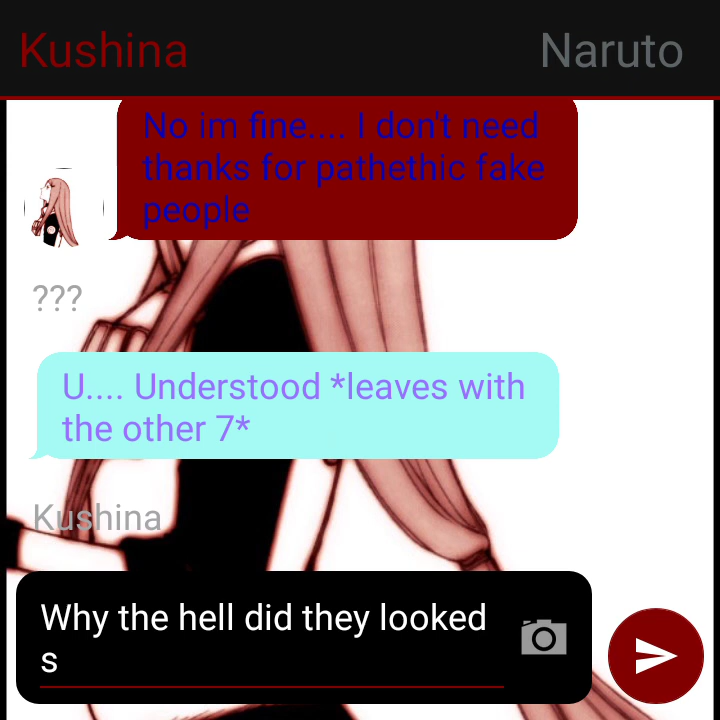 Kushina
Naruto
No im fine.... I don't need
thanks for pathethic fake
people
???
U.... Understood *leaves with
the other 7*
Kushina
Why the hell did they looked
s